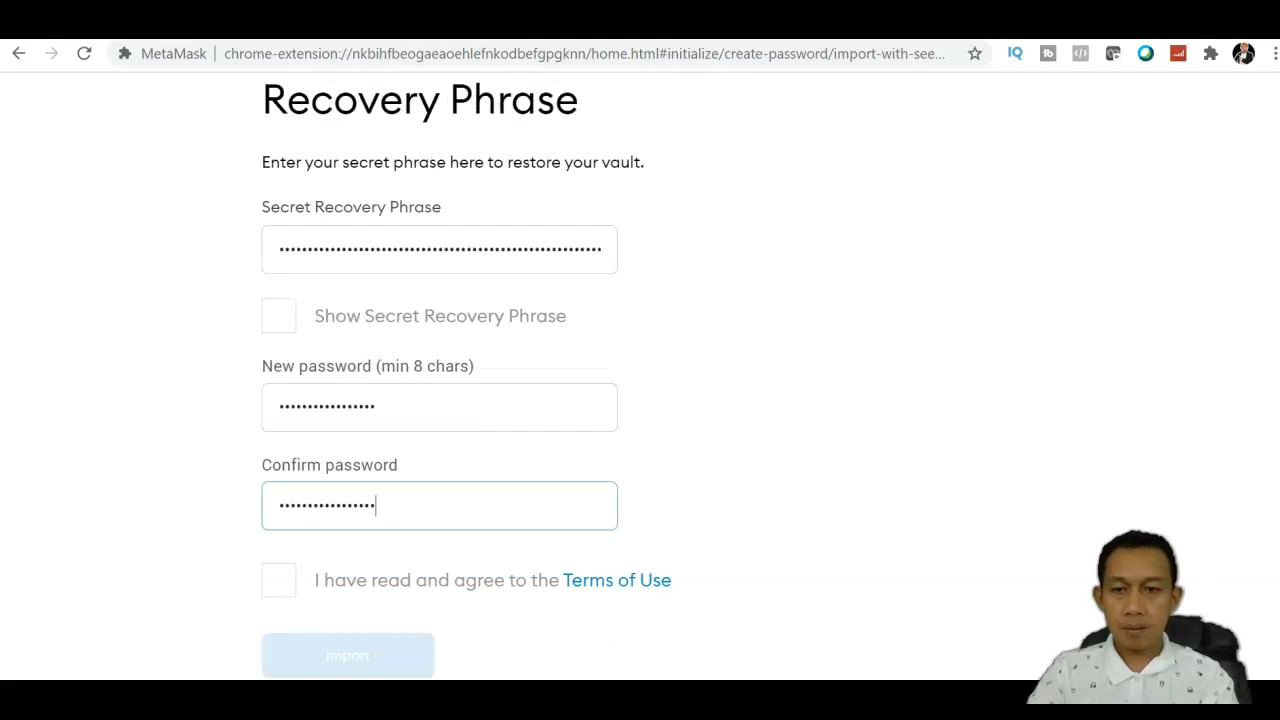 MetaMask | chrome-extension://nkbihfbeogaeaoehlefnkodbefgpgknn/home.html#initialize/create-password/import-with-see...
IQ
Recovery Phrase
Enter your secret phrase here to restore your vault.
Secret Recovery Phrase
••••••••••••••••••••••••••••••••••••••••••••••••••••••••
Show Secret Recovery Phrase
New password (min 8 chars)
•••••••••••••••••
Confirm password
•••••••••••••••••
I have read and agree to the Terms of Use
Import